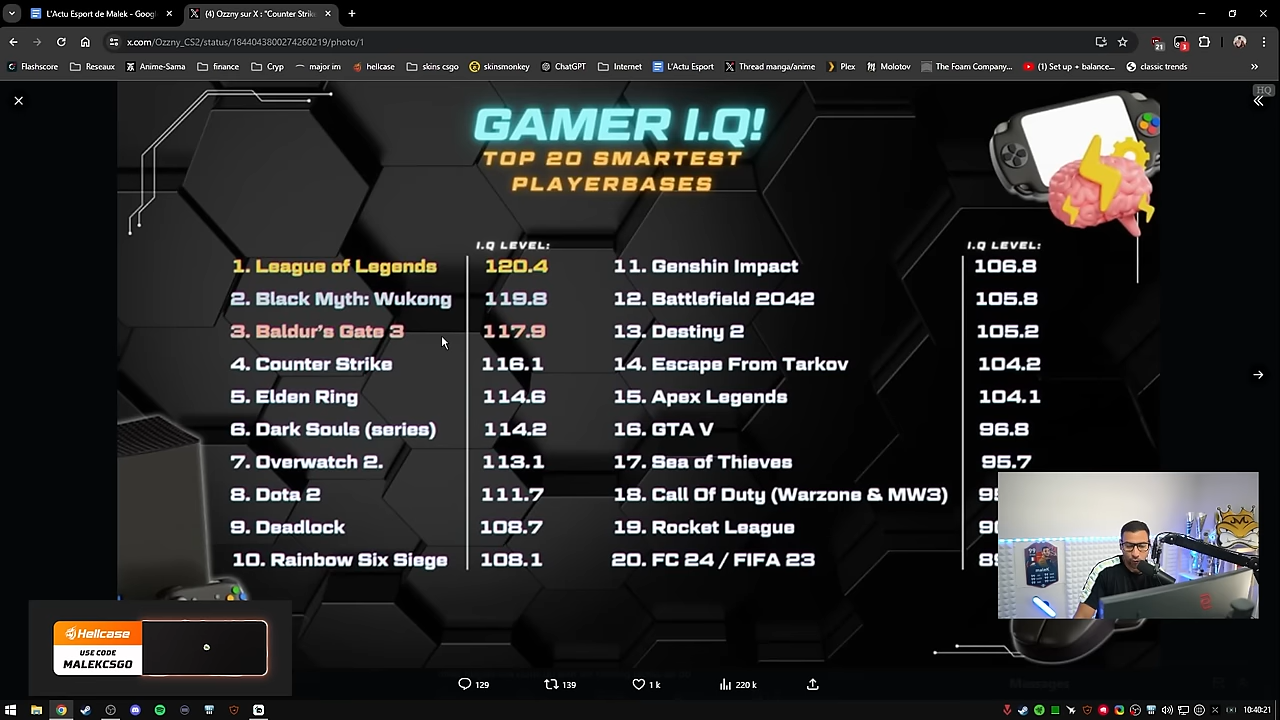 L'Actu Esport de Malek - Googl
(4) Ozzny sur X : "Counter Strik
x.com/Ozzny_CS2/status/1844043800274260219/photo/1
21
3
Flashscore
Reseaux
Anime-Sama
finance
Cryp
major im
hellcase
skins csgo
skinsmonkey
ChatGPT
Internet
L'Actu Esport
Thread manga/anime
Plex
Molotov
The Foam Company...
(1) Set up + balance...
classic trends
HQ
GAMER I.Q!
TOP 20 SMARTEST
PLAYERBASES
I.Q LEVEL:
1. League of Legends 120.4
2. Black Myth: Wukong 119.8
3. Baldur's Gate 3 117.9
4. Counter Strike 116.1
5. Elden Ring 114.6
6. Dark Souls (series) 114.2
7. Overwatch 2. 113.1
8. Dota 2 111.7
9. Deadlock 108.7
10. Rainbow Six Siege 108.1
I.Q LEVEL:
11. Genshin Impact 106.8
12. Battlefield 2042 105.8
13. Destiny 2 105.2
14. Escape From Tarkov 104.2
15. Apex Legends 104.1
16. GTA V 96.8
17. Sea of Thieves 95.7
18. Call Of Duty (Warzone & MW3)
19. Rocket League
20. FC 24 / FIFA 23
Hellcase
USE CODE
MALEKCSGO
129
139
1 k
220 k
10:40:21